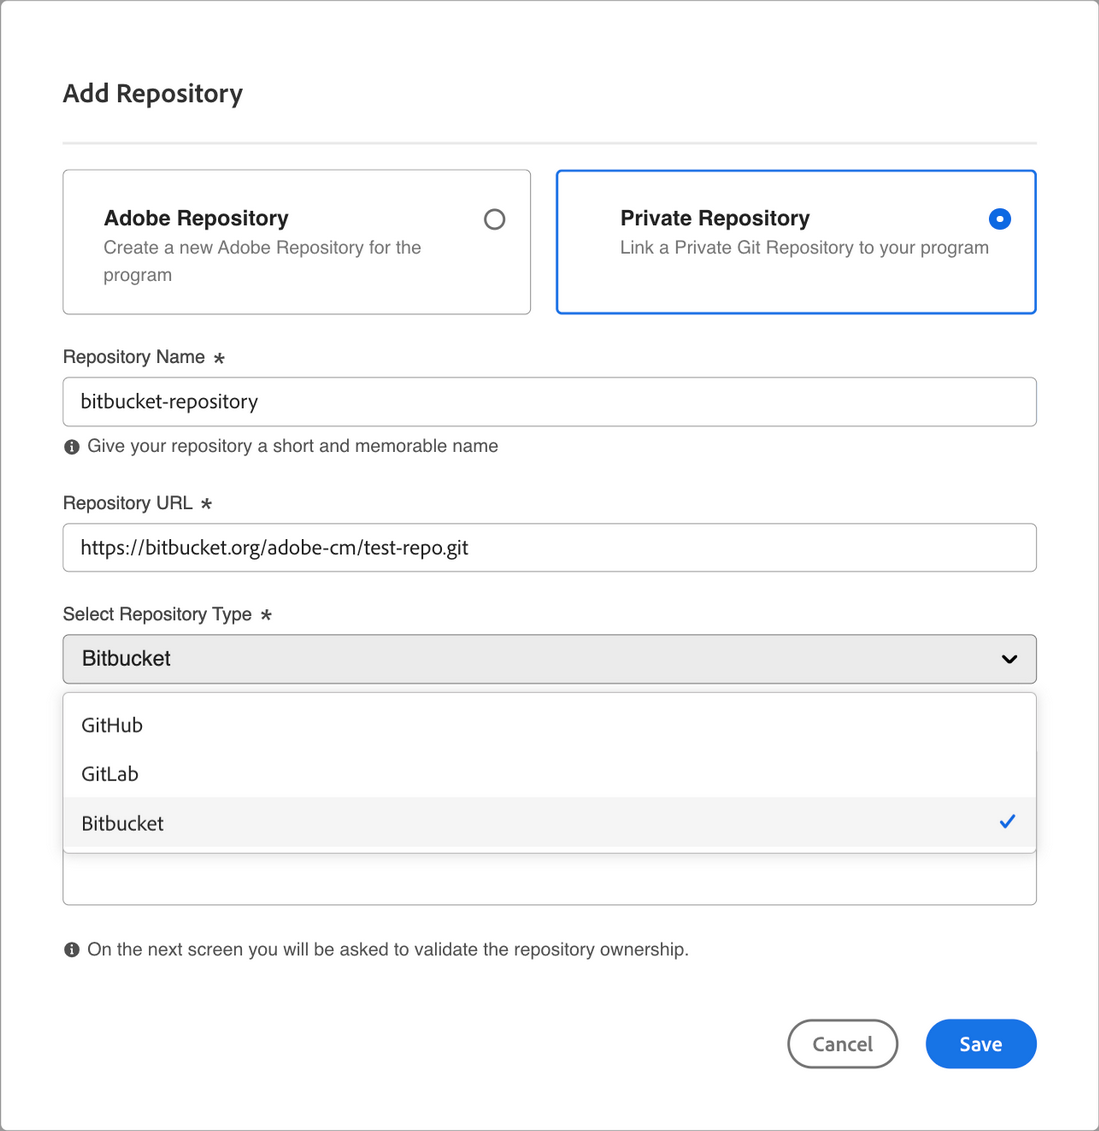 Add Repository
Adobe Repository
Create a new Adobe Repository for the
program
Private Repository
Link a Private Git Repository to your program
Repository Name *
bitbucket-repository
Give your repository a short and memorable name
Repository URL *
https://bitbucket.org/adobe-cm/test-repo.git
Select Repository Type *
Bitbucket
GitHub
GitLab
Bitbucket
On the next screen you will be asked to validate the repository ownership.
Cancel
Save